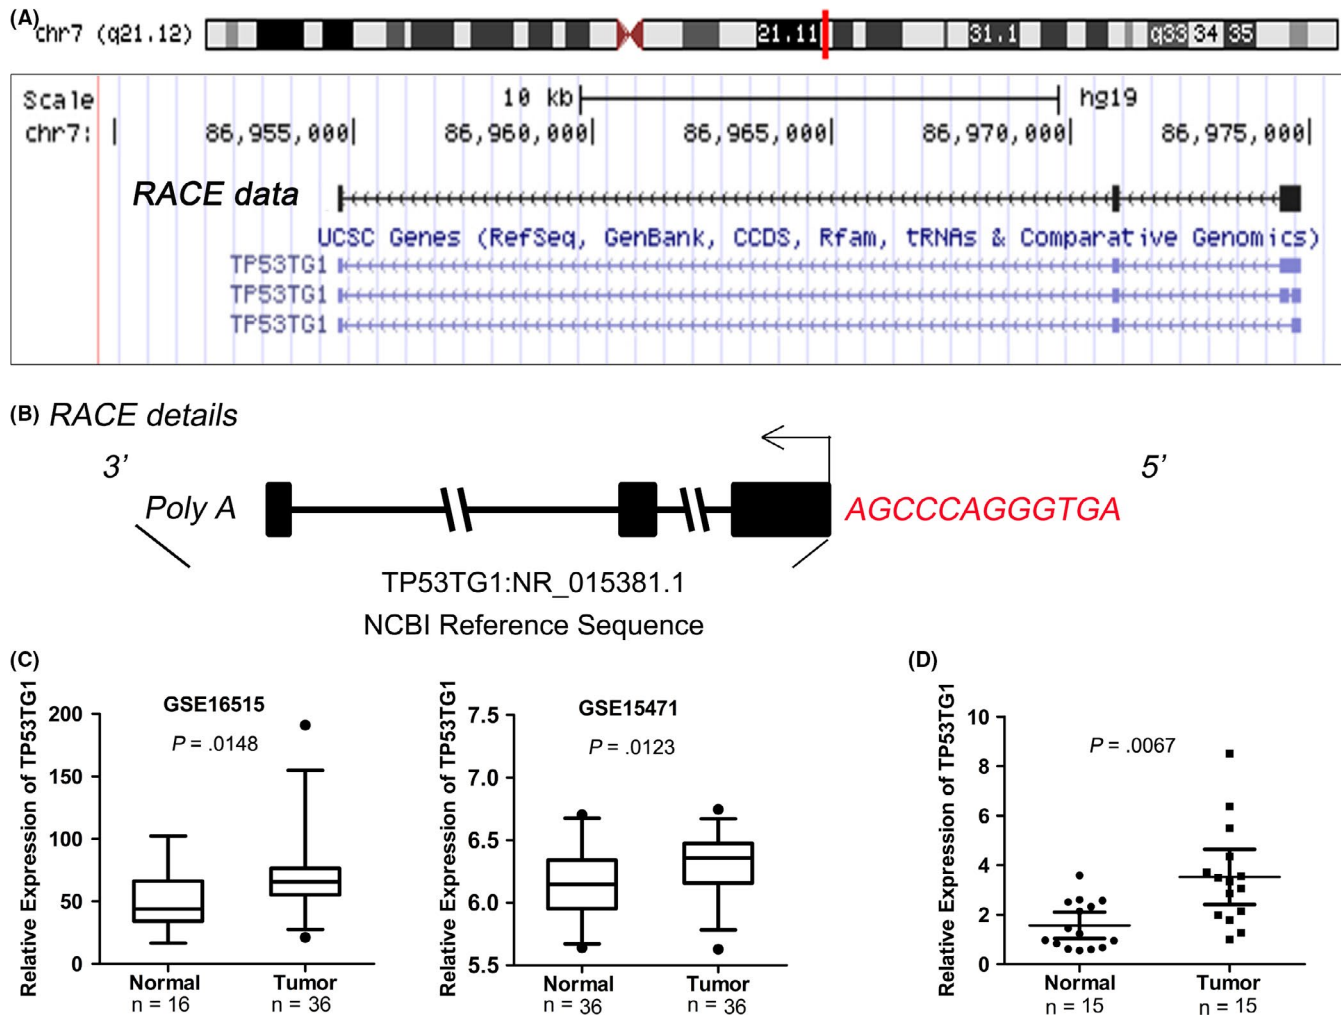 (A)
chr7 (q21.12) 21.11 31.1 q33 34 35
Scale 10 kb hg19
chr7: 86,955,000 86,960,000 86,965,000 86,970,000 86,975,000
RACE data
UCSC Genes (RefSeq, GenBank, CCDS, Rfam, tRNAs & Comparative Genomics)
TP53TG1
TP53TG1
TP53TG1
(B) RACE details
3’ 5’
Poly A AGCCCAGGGTGA
TP53TG1:NR_015381.1
NCBI Reference Sequence
(C)
Relative Expression of TP53TG1
GSE16515
P = .0148
200
150
100
50
0
Normal Tumor
n = 16 n = 36
Relative Expression of TP53TG1
GSE15471
P = .0123
7.5
7.0
6.5
6.0
5.5
Normal Tumor
n = 36 n = 36
(D)
Relative Expression of TP53TG1
P = .0067
10
8
6
4
2
0
Normal Tumor
n = 15 n = 15